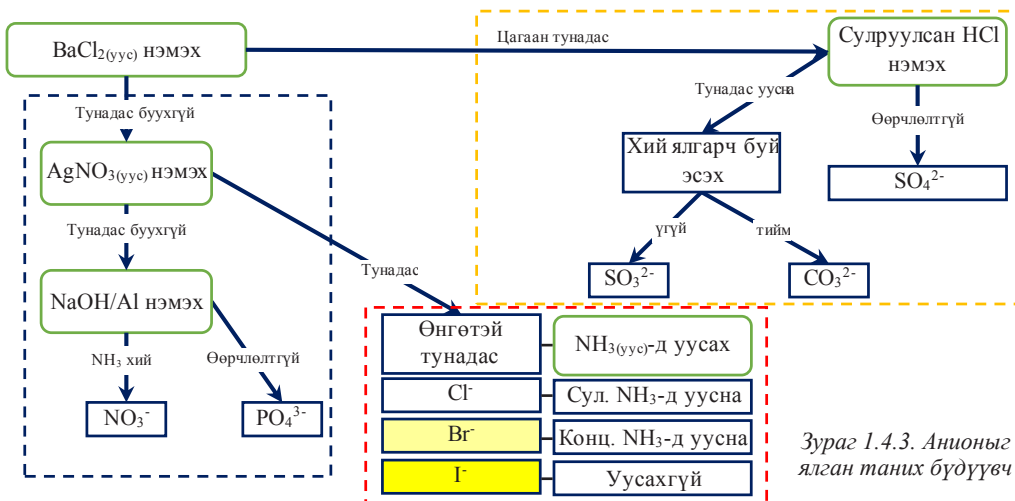 BaCl₂(уус) нэмэх
Цагаан тунадас
Сулруулсан HCl
нэмэх
Тунадас буухгүй
Тунадас уусна
Өөрчлөлтгүй
AgNO₃(уус) нэмэх
Хий ялгарч буй
эсэх
SO₄²⁻
Тунадас буухгүй
үгүй
тийм
Тунадас
SO₃²⁻
CO₃²⁻
NaOH/Al нэмэх
NH₃ хий
Өөрчлөлтгүй
Өнгөтэй
тунадас
NH₃(уус)-д уусах
NO₃⁻
PO₄³⁻
Cl⁻
Сул. NH₃-д уусна
Br⁻
Конц. NH₃-д уусна
I⁻
Уусахгүй
Зураг 1.4.3. Анионыг
ялган таних бүдүүвч